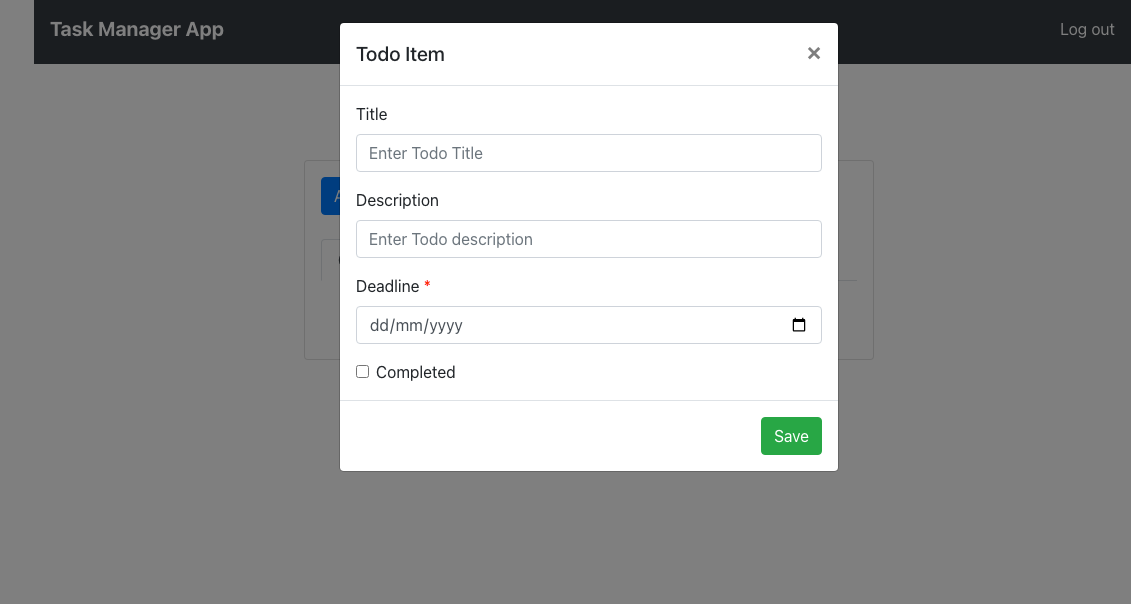 Task Manager App
Log out
Todo Item
×
Title
Enter Todo Title
Description
Enter Todo description
Deadline *
dd/mm/yyyy
Completed
Save